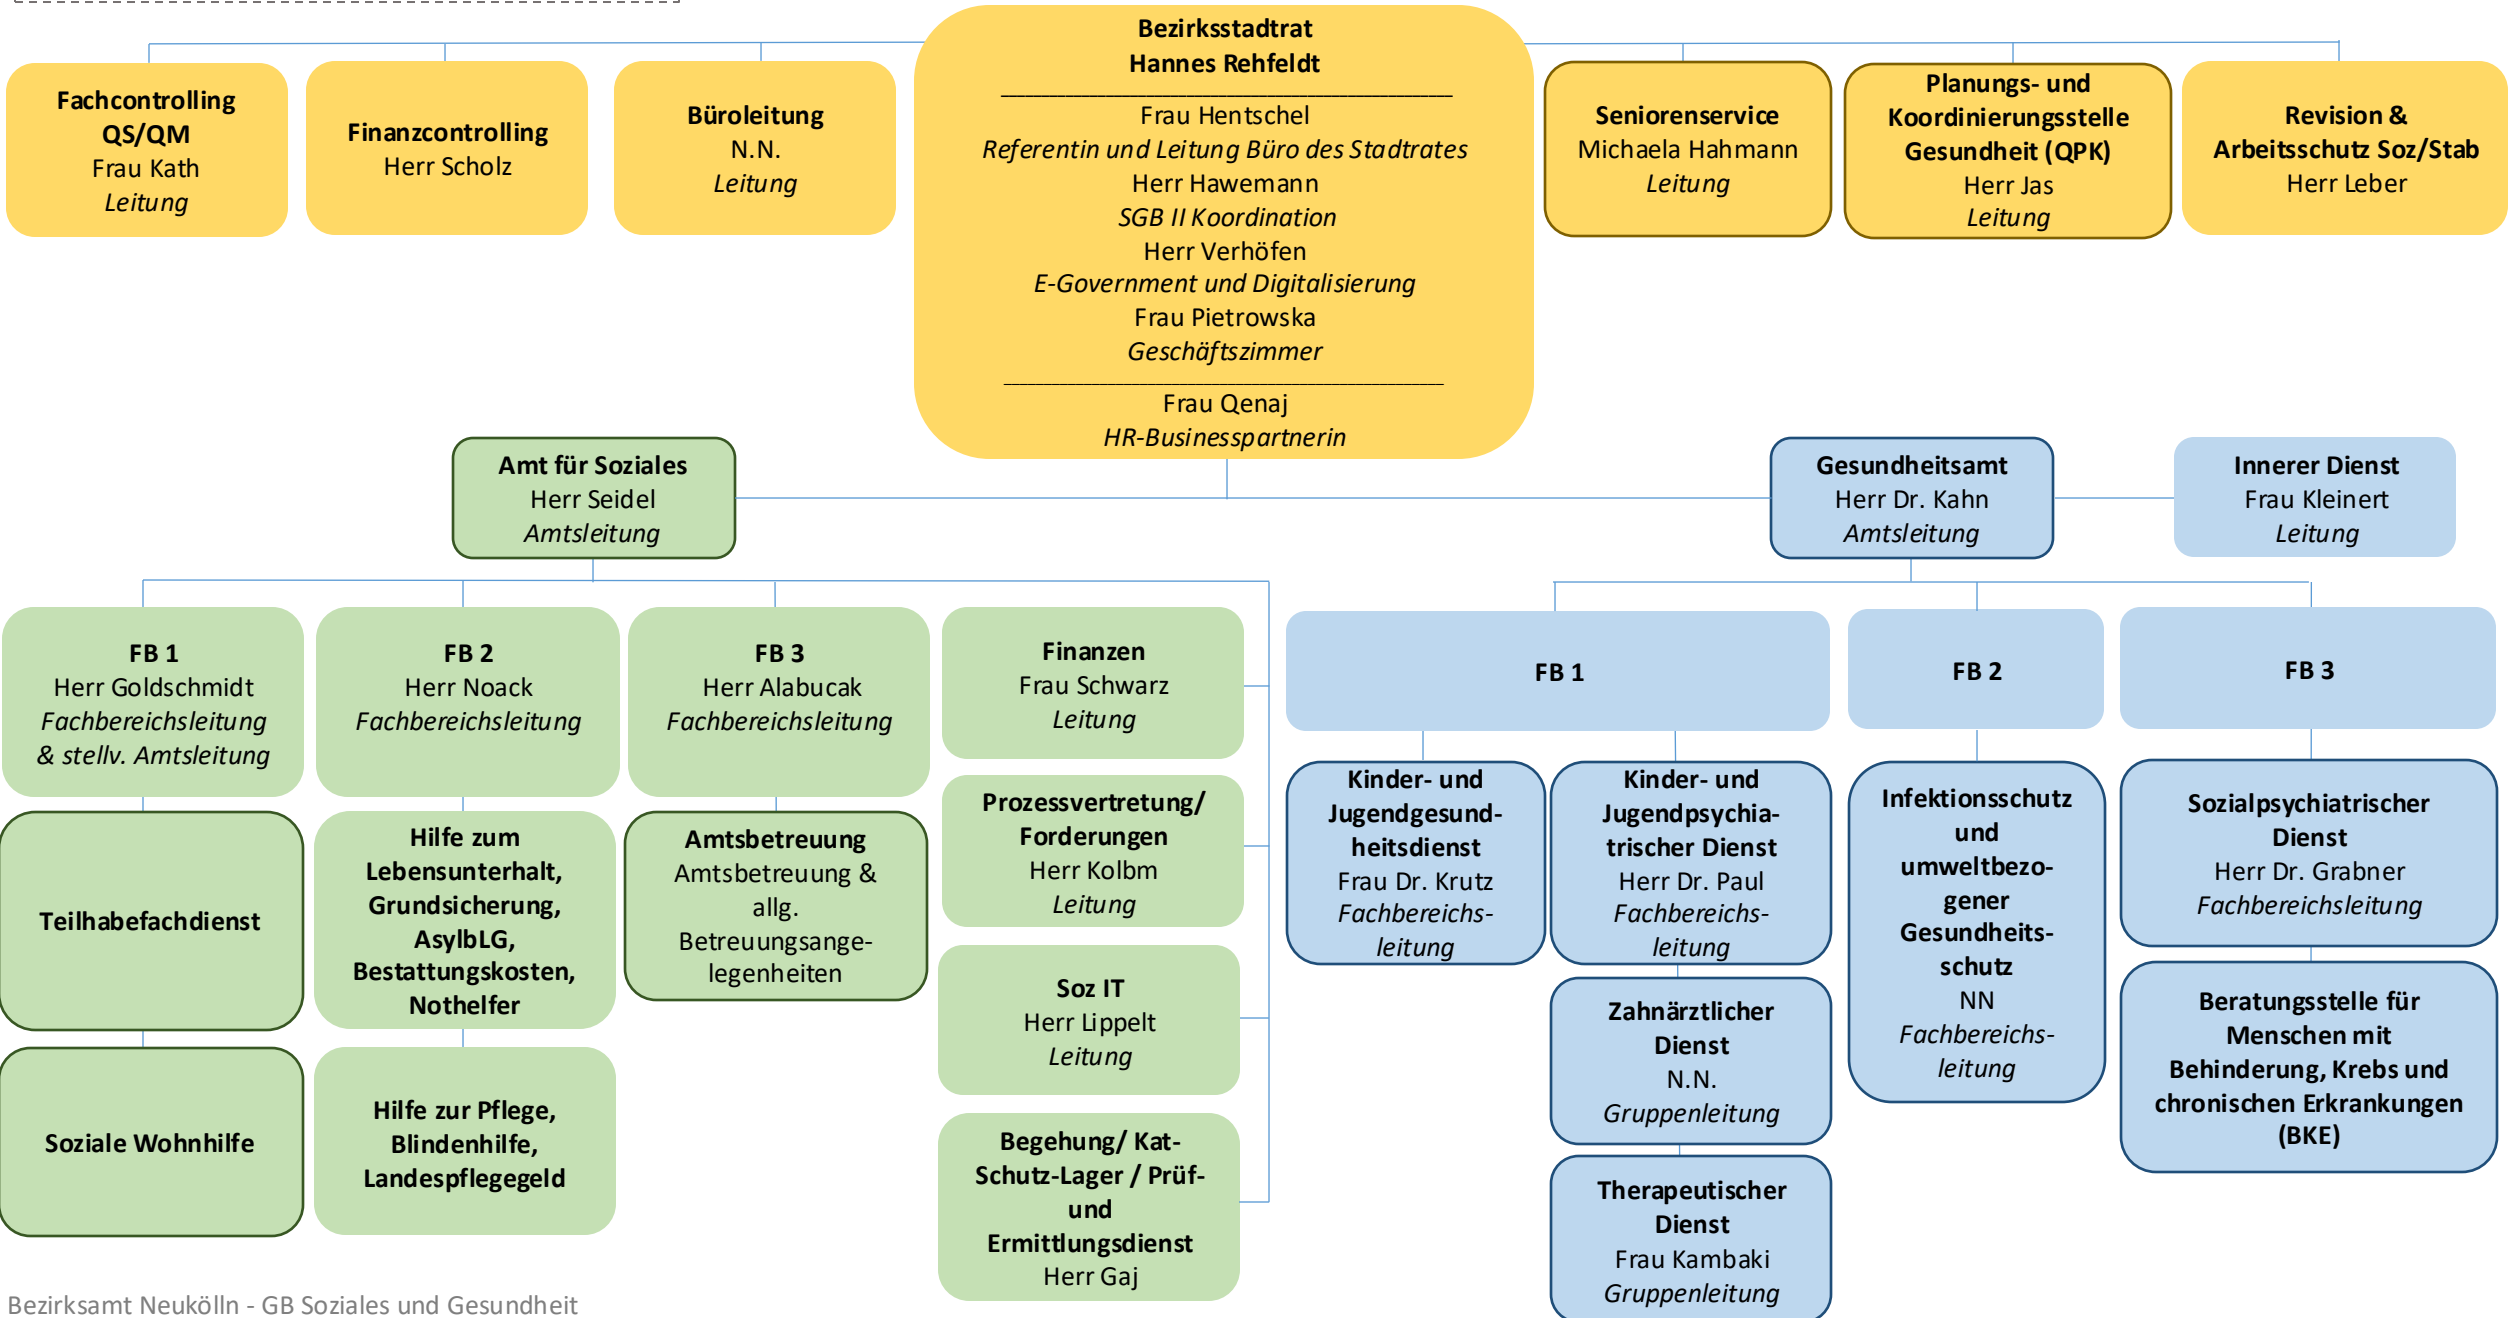 Bezirksstadtrat
Hannes Rehfeldt
Frau Hentschel
Referentin und Leitung Büro des Stadtrates
Herr Hawemann
SGB II Koordination
Herr Verhöfen
E-Government und Digitalisierung
Frau Pietrowska
Geschäftszimmer
Frau Qenaj
HR-Businesspartnerin
Fachcontrolling
QS/QM
Frau Kath
Leitung
Finanzcontrolling
Herr Scholz
Büroleitung
N.N.
Leitung
Seniorenservice
Michaela Hahmann
Leitung
Planungs- und
Koordinierungsstelle
Gesundheit (QPK)
Herr Jas
Leitung
Revision &
Arbeitsschutz Soz/Stab
Herr Leber
Amt für Soziales
Herr Seidel
Amtsleitung
Gesundheitsamt
Herr Dr. Kahn
Amtsleitung
Innerer Dienst
Frau Kleinert
Leitung
FB 1
Herr Goldschmidt
Fachbereichsleitung
& stellv. Amtsleitung
FB 2
Herr Noack
Fachbereichsleitung
FB 3
Herr Alabucak
Fachbereichsleitung
Finanzen
Frau Schwarz
Leitung
FB 1
FB 2
FB 3
Teilhabefachdienst
Soziale Wohnhilfe
Hilfe zum
Lebensunterhalt,
Grundsicherung,
AsylbLG,
Bestattungskosten,
Nothelfer
Hilfe zur Pflege,
Blindenhilfe,
Landespflegegeld
Amtsbetreuung
Amtsbetreuung &
allg.
Betreuungsange-
legenheiten
Prozessvertretung/
Forderungen
Herr Kolbm
Leitung
Soz IT
Herr Lippelt
Leitung
Begehung/ Kat-
Schutz-Lager / Prüf-
und
Ermittlungsdienst
Herr Gaj
Kinder- und
Jugendgesund-
heitsdienst
Frau Dr. Krutz
Fachbereichs-
leitung
Kinder- und
Jugendpsychia-
trischer Dienst
Herr Dr. Paul
Fachbereichs-
leitung
Zahnärztlicher
Dienst
N.N.
Gruppenleitung
Therapeutischer
Dienst
Frau Kambaki
Gruppenleitung
Infektionsschutz
und
umweltbezo-
gener
Gesundheits-
schutz
NN
Fachbereichs-
leitung
Sozialpsychiatrischer
Dienst
Herr Dr. Grabner
Fachbereichsleitung
Beratungsstelle für
Menschen mit
Behinderung, Krebs und
chronischen Erkrankungen
(BKE)
Bezirksamt Neukölln - GB Soziales und Gesundheit